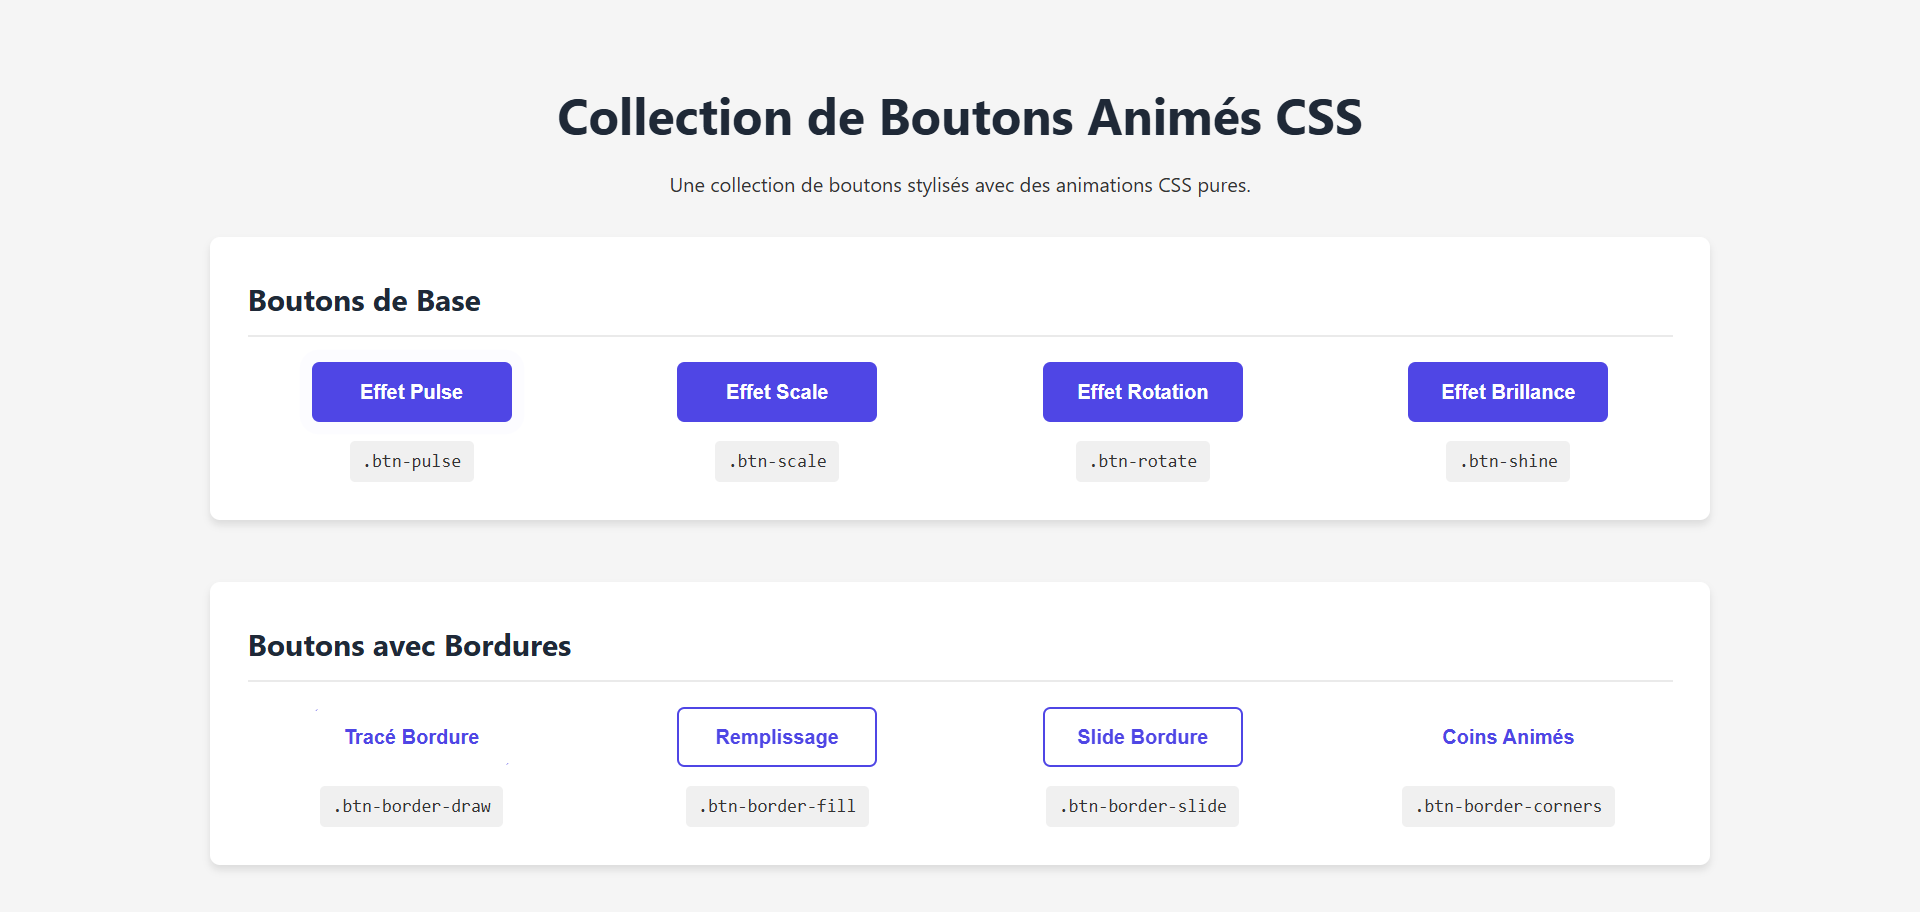 Collection de Boutons Animés CSS
Une collection de boutons stylisés avec des animations CSS pures.
Boutons de Base
Effet Pulse
Effet Scale
Effet Rotation
Effet Brillance
.btn-pulse
.btn-scale
.btn-rotate
.btn-shine
Boutons avec Bordures
Tracé Bordure
Remplissage
Slide Bordure
Coins Animés
.btn-border-draw
.btn-border-fill
.btn-border-slide
.btn-border-corners